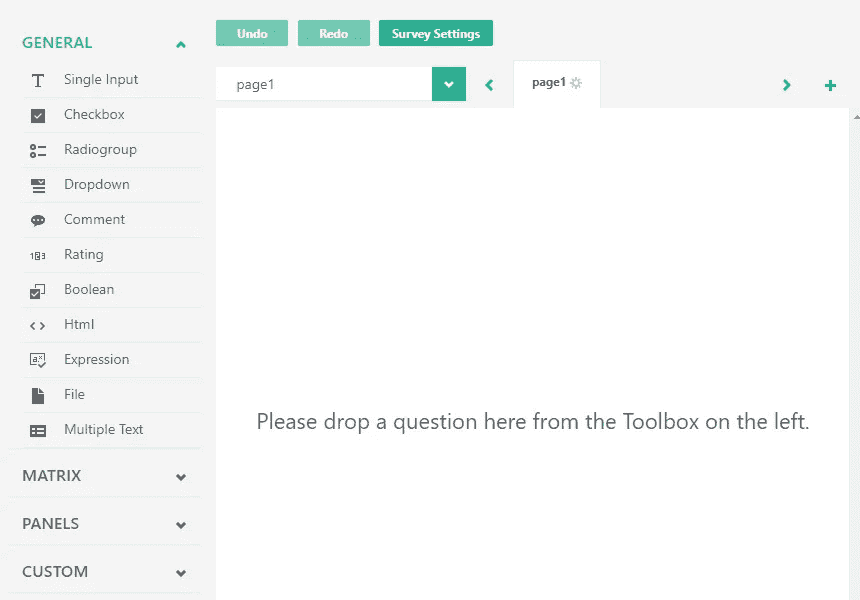 GENERAL
Single Input
Checkbox
Radiogroup
Dropdown
Comment
Rating
Boolean
Html
Expression
File
Multiple Text
MATRIX
PANELS
CUSTOM
Undo Redo Survey Settings
page1 page1
Please drop a question here from the Toolbox on the left.